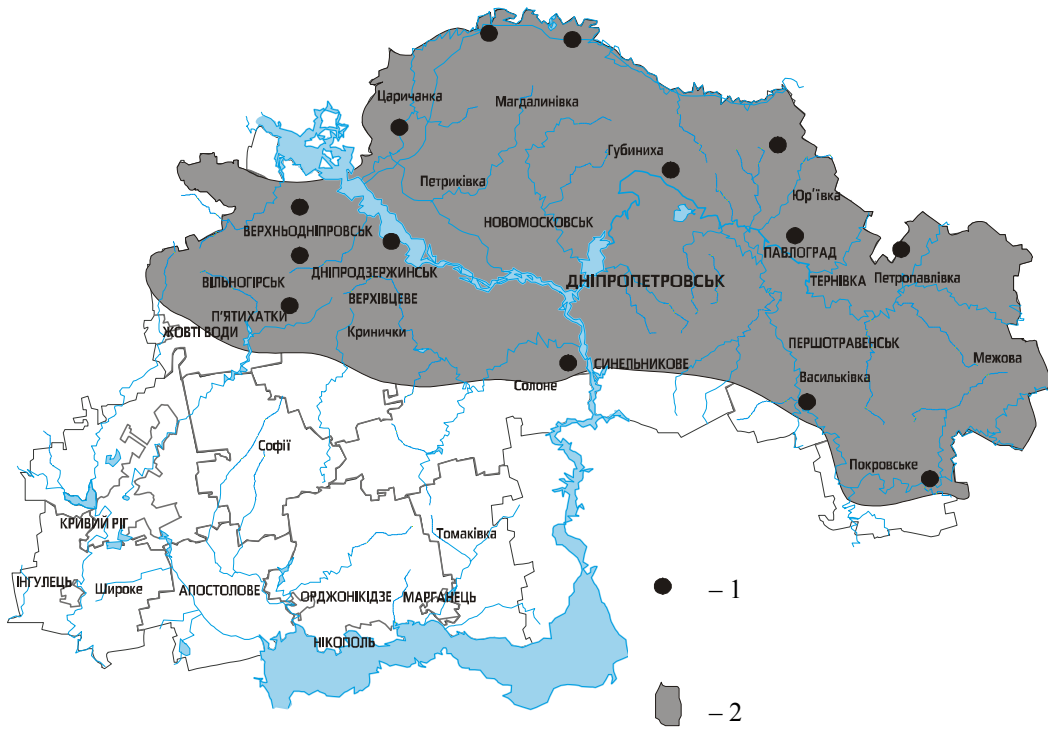 Царичанка
Магдалинівка
Губиниха
Петриківка
Юр'ївка
НОВОМОСКОВСЬК
ВЕРХНЬОДНІПРОВСЬК
ПАВЛОГРАД
ДНІПРОДЗЕРЖИНСЬК
ВІЛЬНОГІРСЬК
ДНІПРОПЕТРОВСЬК
ТЕРНІВКА
Петропавлівка
ВЕРХІВЦЕВЕ
П'ЯТИХАТКИ
ЖОВТІ ВОДИ
Кринички
ПЕРШОТРАВЕНСЬК
Межова
СИНЕЛЬНИКОВЕ
Солоне
Васильківка
Софії
Покровське
КРИВИЙ РІГ
Томаківка
ІНГУЛЕЦЬ
Широке
АПОСТОЛОВЕ
ОРДЖОНІКІДЗЕ
МАРГАНЕЦЬ
НІКОПОЛЬ
– 1
– 2